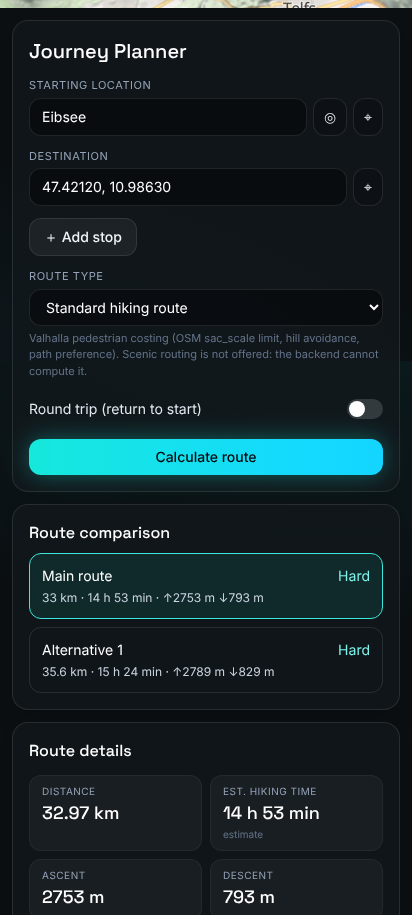 Telfs
Journey Planner
STARTING LOCATION
Eibsee
DESTINATION
47.42120, 10.98630
+ Add stop
ROUTE TYPE
Standard hiking route
Valhalla pedestrian costing (OSM sac_scale limit, hill avoidance,
path preference). Scenic routing is not offered: the backend cannot
compute it.
Round trip (return to start)
Calculate route
Route comparison
Main route Hard
33 km · 14 h 53 min · ↑2753 m ↓793 m
Alternative 1 Hard
35.6 km · 15 h 24 min · ↑2789 m ↓829 m
Route details
DISTANCE EST. HIKING TIME
32.97 km 14 h 53 min
estimate
ASCENT DESCENT
2753 m 793 m